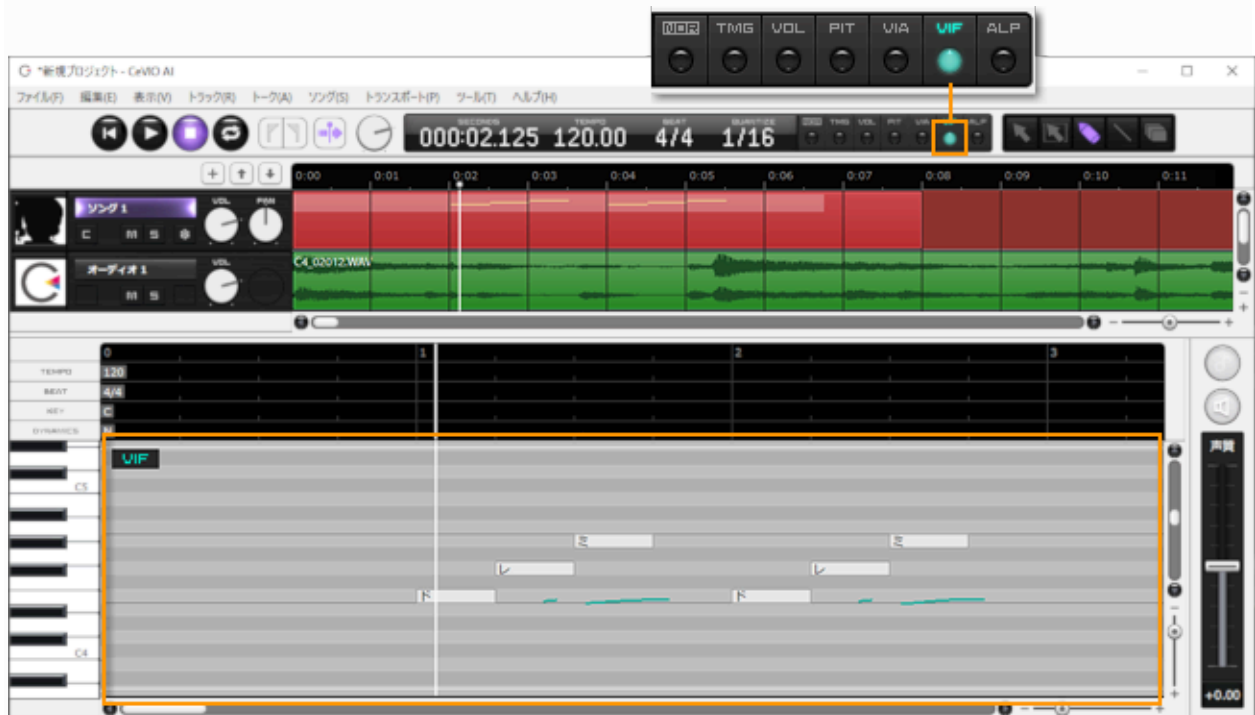 NOR TMG VOL PIT VIA VIF ALP
*新規プロジェクト - CeVIO AI
ファイル(F) 編集(E) 表示(V) トラック(R) トーク(A) ソング(S) トランスポート(P) ツール(T) ヘルプ(H)
SECONDS TEMPO BEAT QUANTIZE NOR TMG VOL PIT VIA ALP
000:02.125 120.00 4/4 1/16
0:00 0:01 0:02 0:03 0:04 0:05 0:06 0:07 0:08 0:09 0:10 0:11
ソング 1 VOL PAN
C M S
オーディオ 1 VOL C4_02012.WAV
M S
0 1 2 3
TEMPO 120
BEAT 4/4
KEY C
DYNAMICS N
VIF 声質
C5
ミ ミ
レ レ
ド ド
C4
+0.00